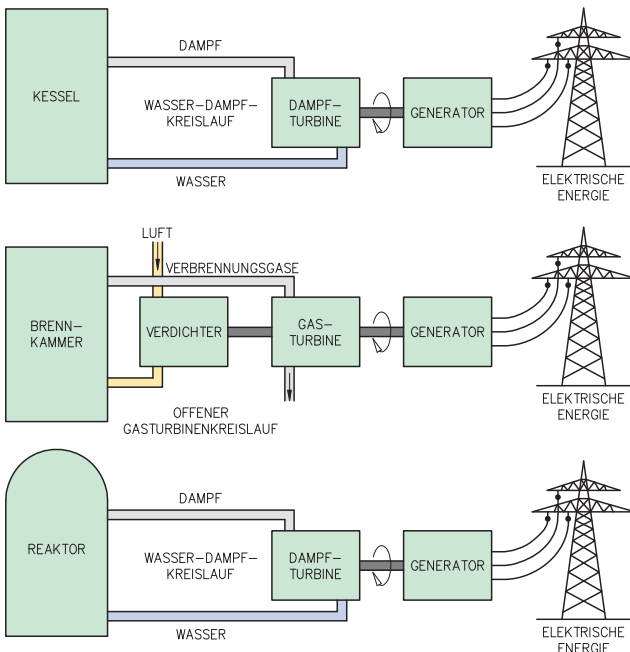 DAMPF
KESSEL
WASSER-DAMPF-
KREISLAUF
DAMPF-
TURBINE
GENERATOR
WASSER
ELEKTRISCHE
ENERGIE
LUFT
VERBRENNUNGSGASE
BRENN-
KAMMER
VERDICHTER
GAS-
TURBINE
GENERATOR
OFFENER
GASTURBINENKREISLAUF
ELEKTRISCHE
ENERGIE
DAMPF
REAKTOR
WASSER-DAMPF-
KREISLAUF
DAMPF-
TURBINE
GENERATOR
WASSER
ELEKTRISCHE
ENERGIE